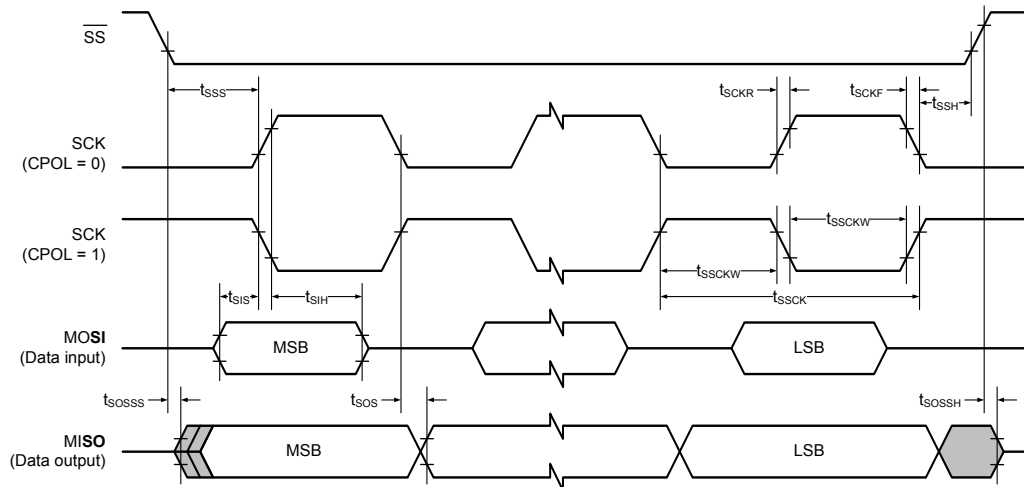 SS
tSSS
tSCKR
tSCKF
tSSH
SCK
(CPOL = 0)
SCK
(CPOL = 1)
tSSCKW
tSSCKW
tSSCK
tSIS
tSIH
MOSI
(Data input)
MSB
LSB
tSOSSS
tSOS
tSOSSH
MISO
(Data output)
MSB
LSB